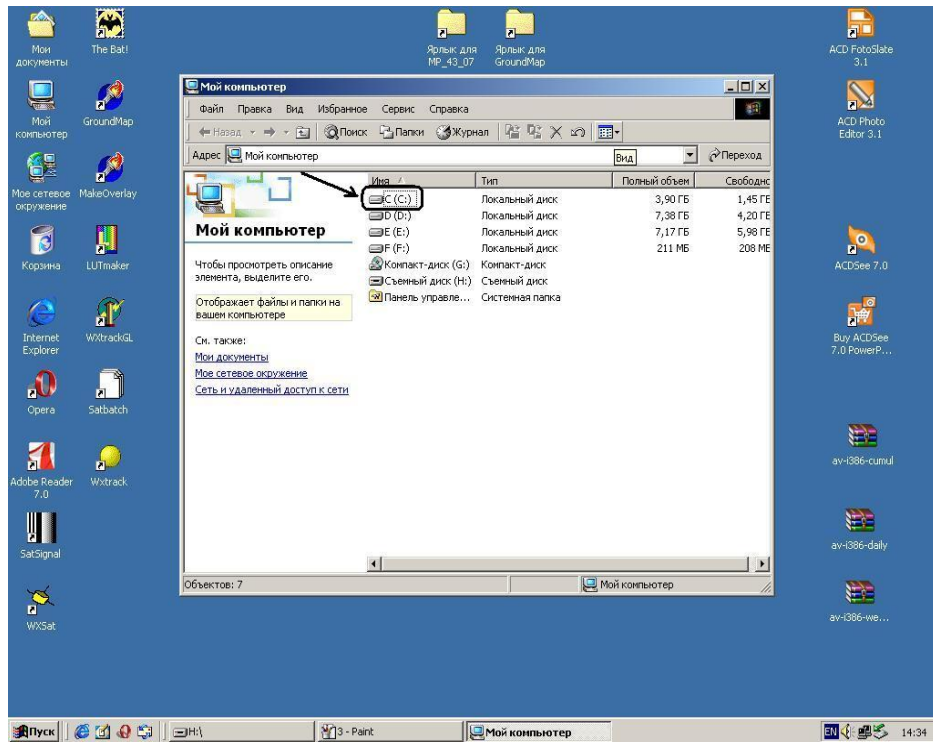 Мои документы
The Bat!
Ярлык для MP_43_07
Ярлык для GroundMap
ACD FotoSlate 3.1
Мой компьютер
GroundMap
ACD Photo Editor 3.1
Мое сетевое окружение
MakeOverlay
Корзина
LUTmaker
ACDSee 7.0
Internet Explorer
WXtrackGL
Buy ACDSee 7.0 PowerP...
Opera
Satbatch
Adobe Reader 7.0
Wxtrack
av-i386-cumul
SatSignal
av-i386-daily
WXSat
av-i386-we...
Мой компьютер
Файл Правка Вид Избранное Сервис Справка
Назад Поиск Папки Журнал
Адрес Мой компьютер Вид Переход
Имя Тип Полный объем Свободнс
C (C:) Локальный диск 3,90 ГБ 1,45 ГБ
D (D:) Локальный диск 7,38 ГБ 4,20 ГБ
E (E:) Локальный диск 7,17 ГБ 5,98 ГБ
F (F:) Локальный диск 211 МБ 208 МБ
Компакт-диск (G:) Компакт-диск
Съемный диск (H:) Съемный диск
Панель управле... Системная папка
Мой компьютер
Чтобы просмотреть описание
элемента, выделите его.
Отображает файлы и папки на
вашем компьютере
См. также:
Мои документы
Мое сетевое окружение
Сеть и удаленный доступ к сети
Объектов: 7 Мой компьютер
Пуск H:\ 3 - Paint Мой компьютер EN 14:34